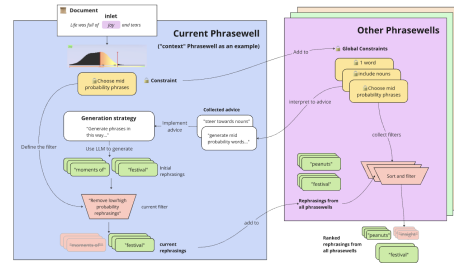 Document
inlet
Life was full of joy and tears
Current Phrasewell
("context" Phrasewell as an example)
Choose mid
probability phrases
Constraint
Generation strategy
"Generate phrases in
this way..."
Implement
advice
Collected advice
"steer towards nouns"
"generate mid
probability words..."
Define the filter
Use LLM to generate
"moments of"
"festival"
Initial
rephrasings
"Remove low/high
probability
rephrasings"
current filter
"festival"
current
rephrasings
Other Phrasewells
Add to
Global Constraints
1 word
include nouns
Choose mid
probability phrases
interpret to advice
collect filters
"peanuts"
"festival"
Sort and filter
Rephrasings from
all phrasewells
add to
Ranked
rephrasings from
all phrasewells
"peanuts"
"festival"